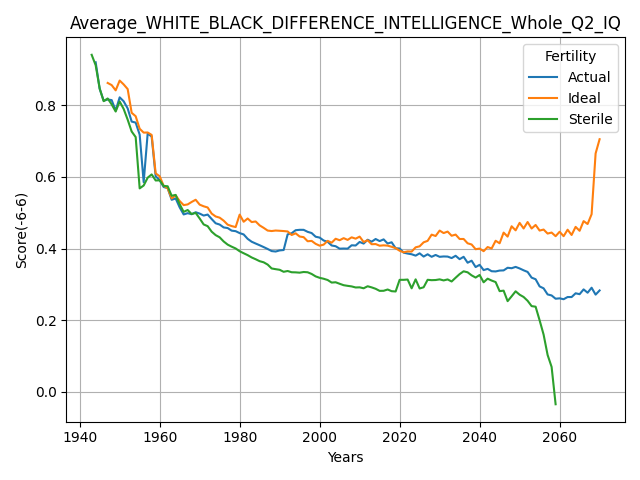 Average_WHITE_BLACK_DIFFERENCE_INTELLIGENCE_Whole_Q2_IQ
Fertility
Actual
Ideal
Sterile
Score(-6-6)
0.8
0.6
0.4
0.2
0.0
1940 1960 1980 2000 2020 2040 2060
Years